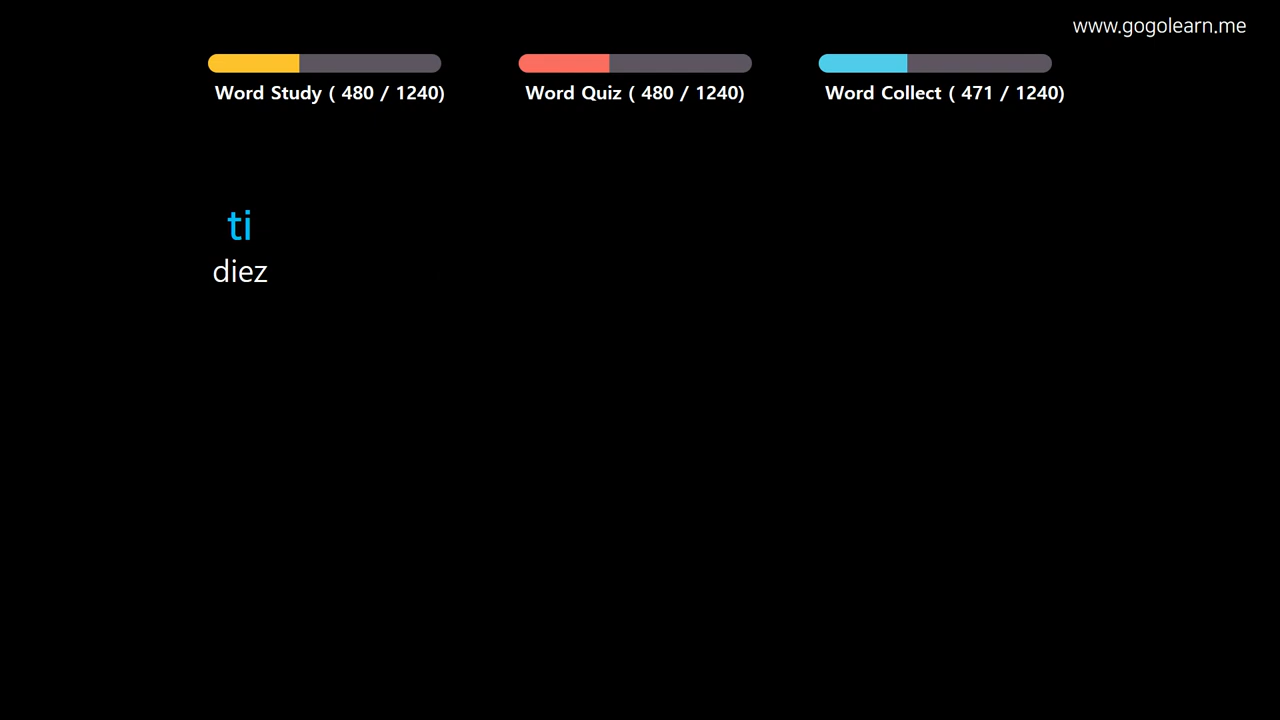 www.gogolearn.me
Word Study ( 480 / 1240)
Word Quiz ( 480 / 1240)
Word Collect ( 471 / 1240)
ti
diez